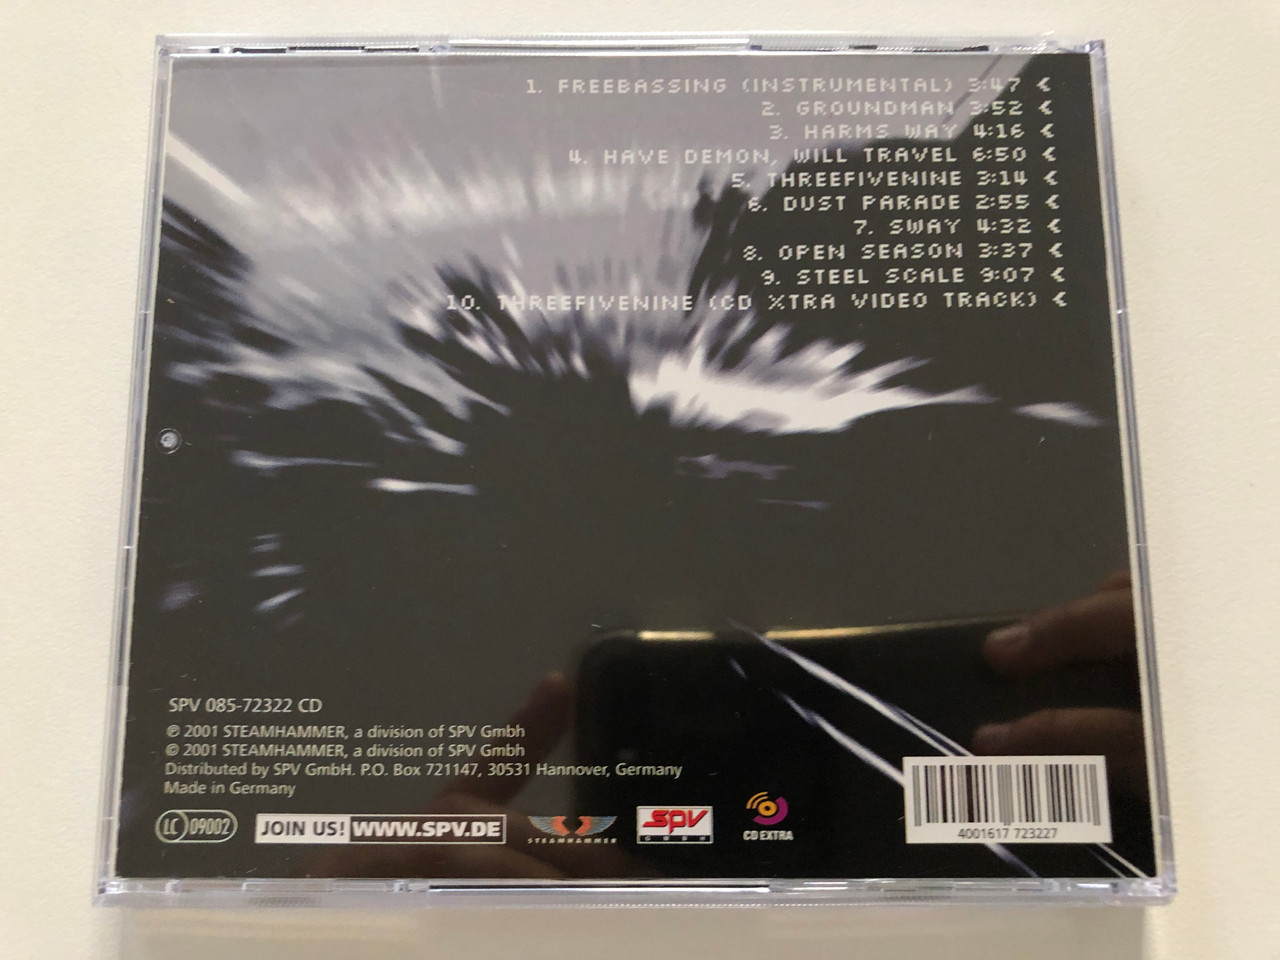 1. FREEBASSING (INSTRUMENTAL) 3:47
2. GROUNDMAN 3:52
3. HARMS WAY 4:16
4. HAVE DEMON, WILL TRAVEL 6:50
5. THREEFIVENINE 3:14
6. DUST PARADE 2:55
7. SWAY 4:32
8. OPEN SEASON 3:37
9. STEEL SCALE 9:07
10. THREEFIVENINE (CD XTRA VIDEO TRACK)
SPV 085-72322 CD
℗ 2001 STEAMHAMMER, a division of SPV Gmbh
© 2001 STEAMHAMMER, a division of SPV Gmbh
Distributed by SPV GmbH. P.O. Box 721147, 30531 Hannover, Germany
Made in Germany
LC 09002
JOIN US! WWW.SPV.DE
STEAMHAMMER
SPV
GMBH
CD EXTRA
4001617 723227